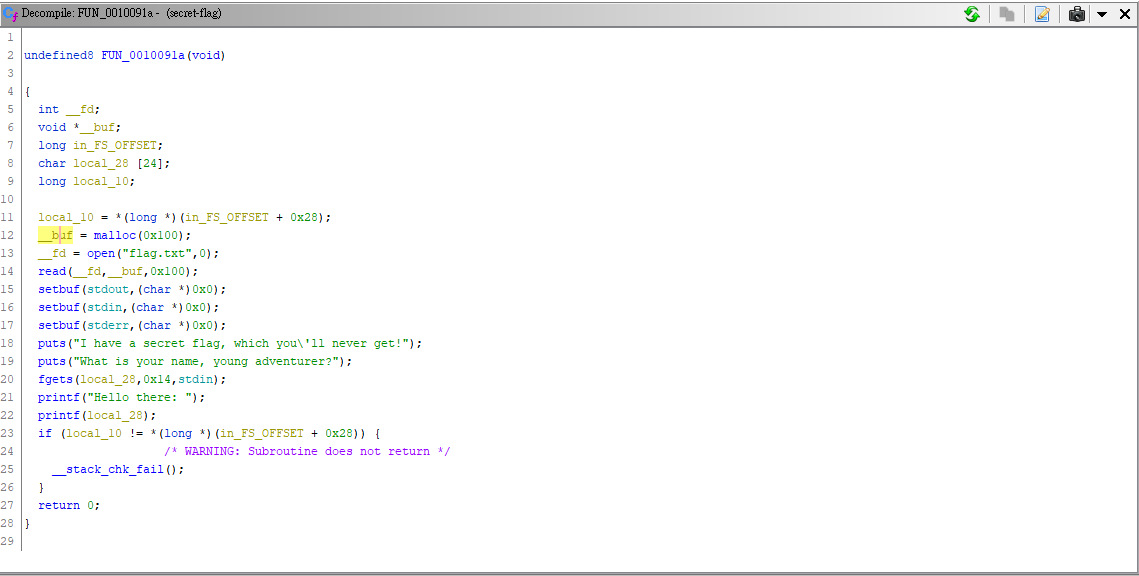 Decompile: FUN_0010091a - (secret-flag)
1
2 undefined8 FUN_0010091a(void)
3
4 {
5 int __fd;
6 void *__buf;
7 long in_FS_OFFSET;
8 char local_28 [24];
9 long local_10;
10
11 local_10 = *(long *)(in_FS_OFFSET + 0x28);
12 __buf = malloc(0x100);
13 __fd = open("flag.txt",0);
14 read(__fd,__buf,0x100);
15 setbuf(stdout,(char *)0x0);
16 setbuf(stdin,(char *)0x0);
17 setbuf(stderr,(char *)0x0);
18 puts("I have a secret flag, which you\'ll never get!");
19 puts("What is your name, young adventurer?");
20 fgets(local_28,0x14,stdin);
21 printf("Hello there: ");
22 printf(local_28);
23 if (local_10 != *(long *)(in_FS_OFFSET + 0x28)) {
24 /* WARNING: Subroutine does not return */
25 __stack_chk_fail();
26 }
27 return 0;
28 }
29